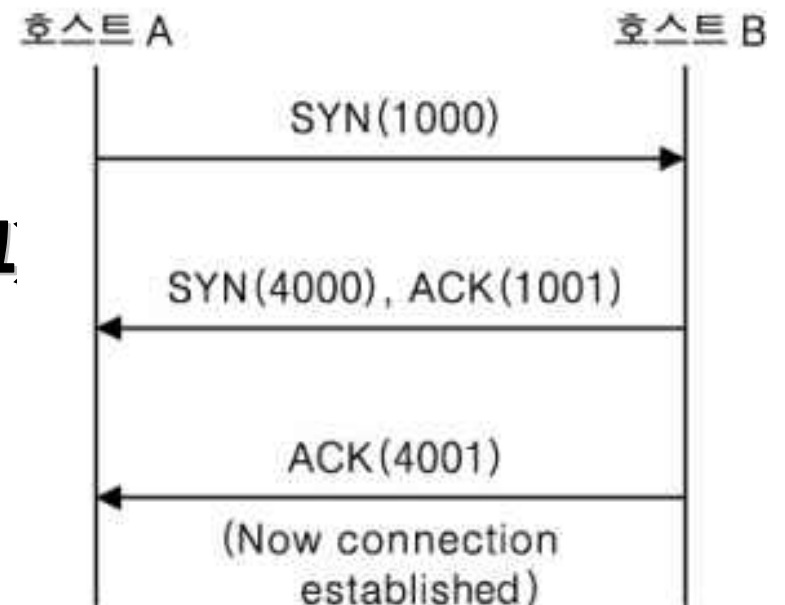 호스트 A 호스트 B
SYN(1000)
SYN(4000), ACK(1001)
ACK(4001)
(Now connection
established)